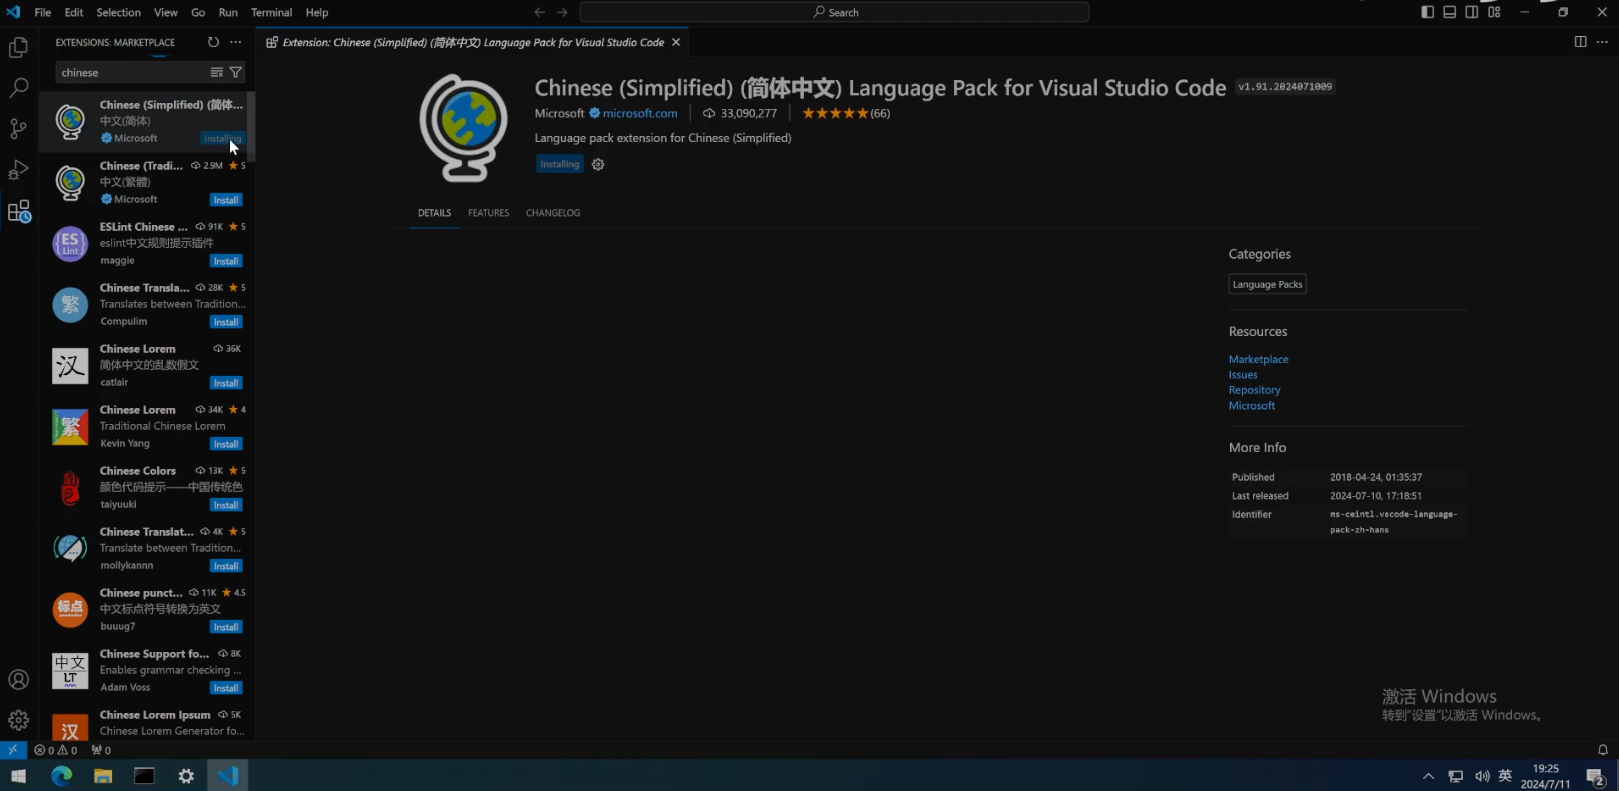 File Edit Selection View Go Run Terminal Help
Search
EXTENSIONS: MARKETPLACE
chinese
Chinese (Simplified) (简体...
中文(简体)
Microsoft Installing
Chinese (Tradi... 2.9M 5
中文(繁體)
Microsoft Install
ESLint Chinese ... 91K 5
eslint中文规则提示插件
maggie Install
Chinese Transla... 28K 5
Translates between Tradition...
Compulim Install
Chinese Lorem 36K
简体中文的乱数假文
catlair Install
Chinese Lorem 34K 4
Traditional Chinese Lorem
Kevin Yang Install
Chinese Colors 13K 5
颜色代码提示——中国传统色
taiyuuki Install
Chinese Translat... 4K 5
Translate between Tradition...
mollykannn Install
Chinese punct... 11K 4.5
中文标点符号转换为英文
buuug7 Install
Chinese Support fo... 8K
Enables grammar checking ...
Adam Voss Install
Chinese Lorem Ipsum 5K
Chinese Lorem Generator fo...
ES
Lint
繁
汉
繁
标点
中文
LT
汉
Extension: Chinese (Simplified) (简体中文) Language Pack for Visual Studio Code
Chinese (Simplified) (简体中文) Language Pack for Visual Studio Code v1.91.2024071009
Microsoft microsoft.com 33,090,277 (66)
Language pack extension for Chinese (Simplified)
Installing
DETAILS FEATURES CHANGELOG
Categories
Language Packs
Resources
Marketplace
Issues
Repository
Microsoft
More Info
Published 2018-04-24, 01:35:37
Last released 2024-07-10, 17:18:51
Identifier ms-ceintl.vscode-language-
pack-zh-hans
激活 Windows
转到"设置"以激活 Windows。
0 0 0
英 19:25
2024/7/11 2